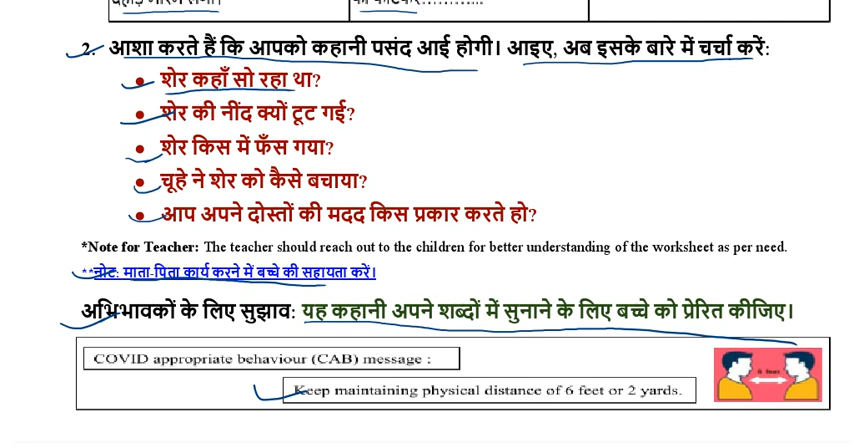 को काटकर...........
2. आशा करते हैं कि आपको कहानी पसंद आई होगी। आइए, अब इसके बारे में चर्चा करें:
● शेर कहाँ सो रहा था?
● शेर की नींद क्यों टूट गई?
● शेर किस में फँस गया?
● चूहे ने शेर को कैसे बचाया?
● आप अपने दोस्तों की मदद किस प्रकार करते हो?
*Note for Teacher: The teacher should reach out to the children for better understanding of the worksheet as per need.
**नोट: माता-पिता कार्य करने में बच्चे की सहायता करें।
अभिभावकों के लिए सुझाव: यह कहानी अपने शब्दों में सुनाने के लिए बच्चे को प्रेरित कीजिए।
COVID appropriate behaviour (CAB) message :
Keep maintaining physical distance of 6 feet or 2 yards.
6 feet